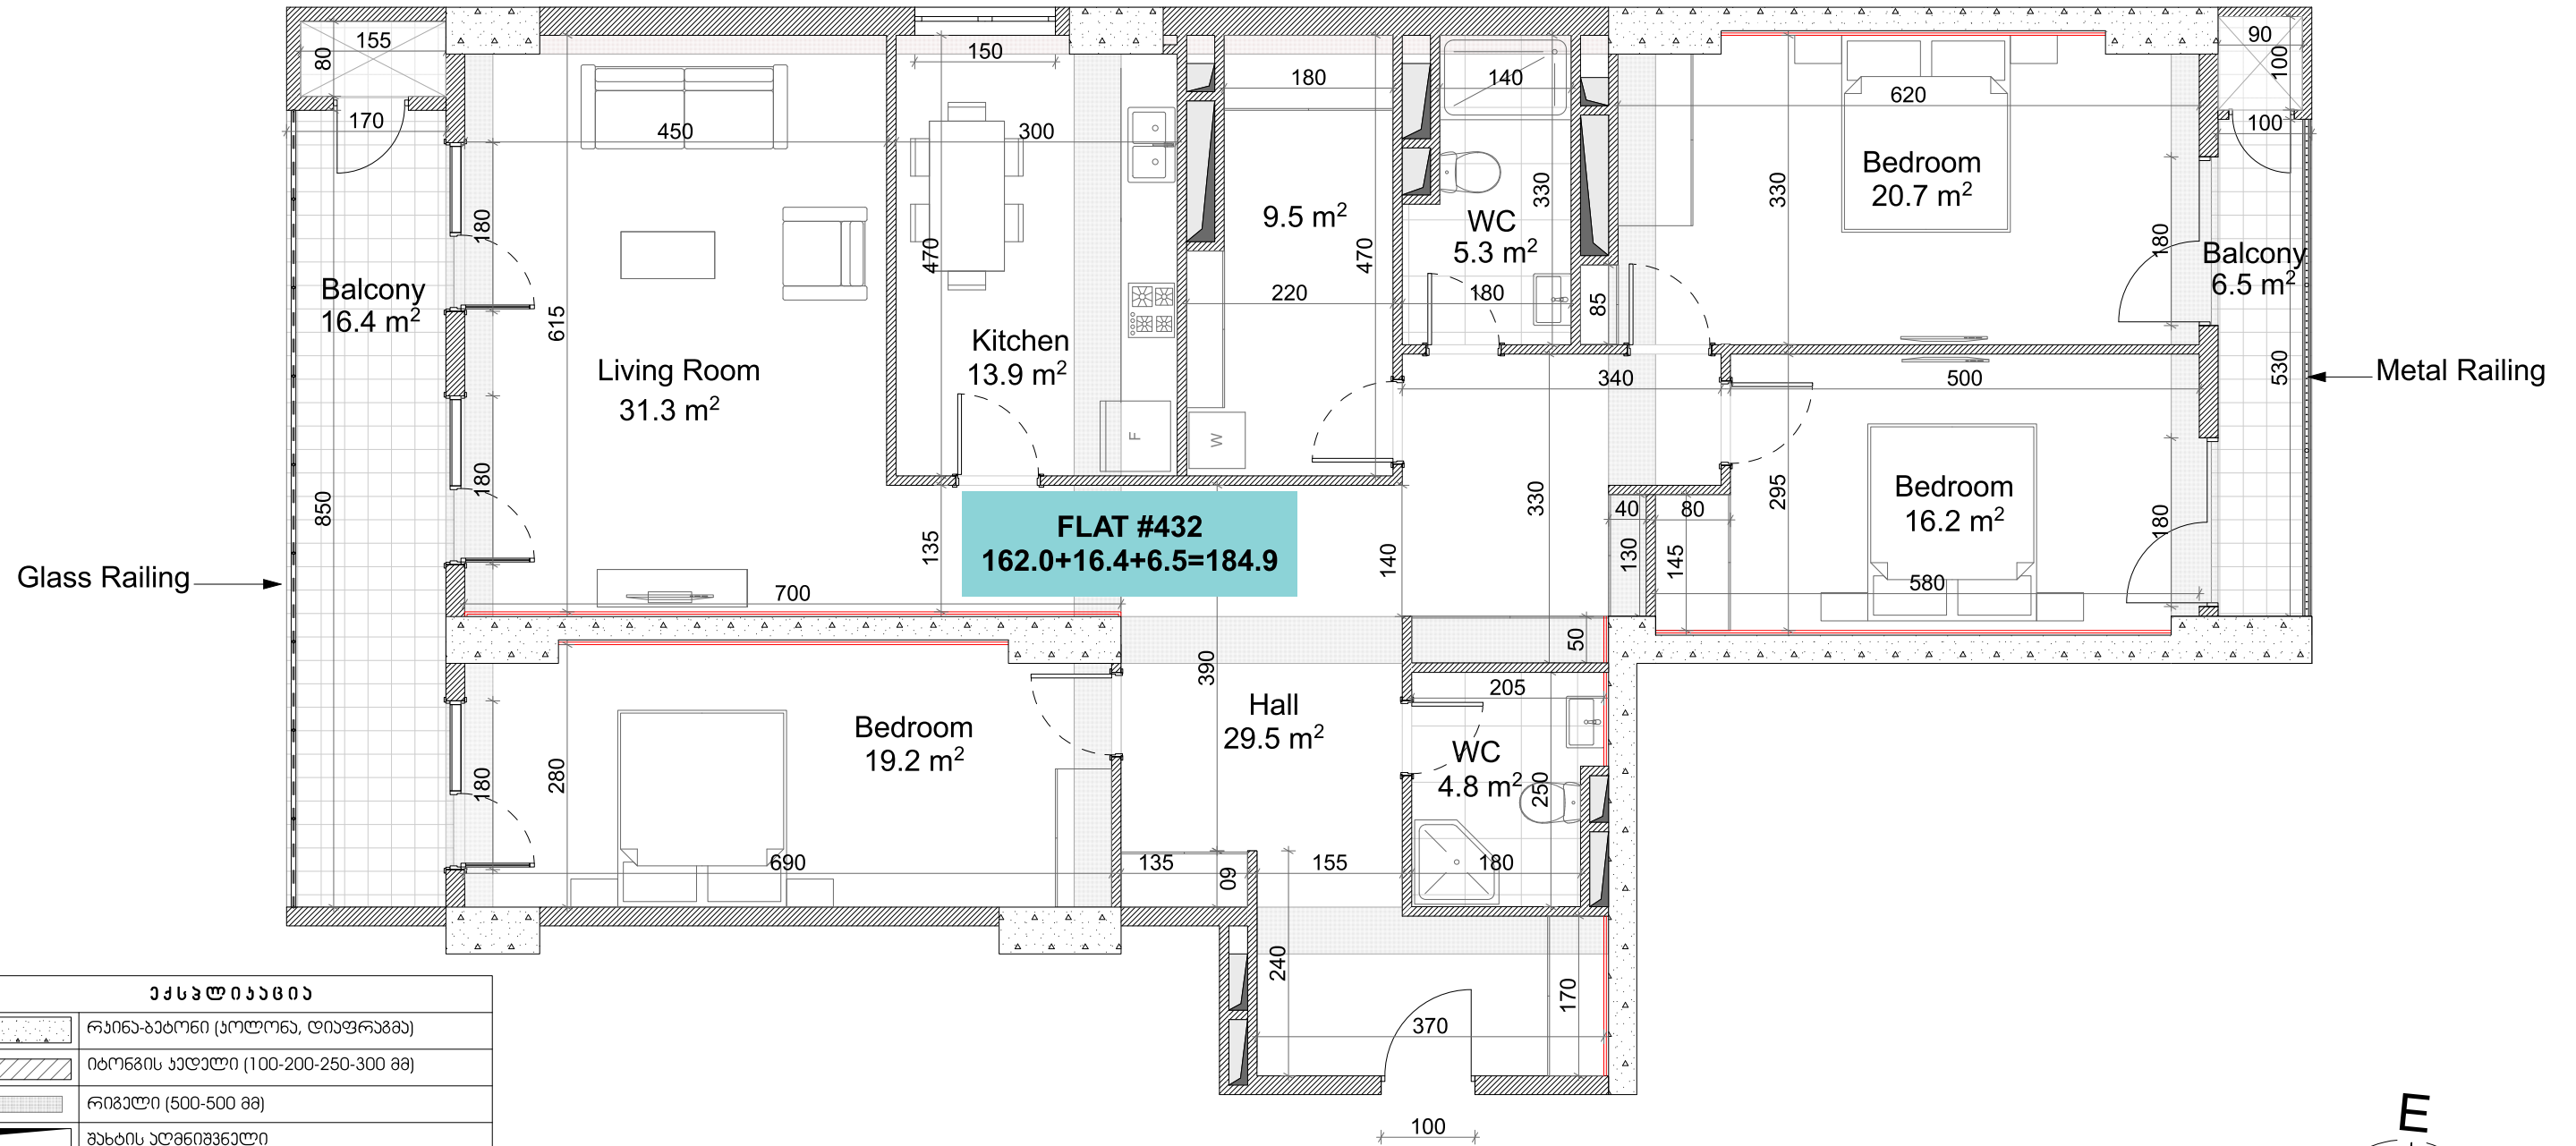 155
80
150
180
140
90
100
620
170
450
300
100
Bedroom
20.7 m²
330
330
180
9.5 m²
WC
5.3 m²
470
470
180
Balcony
6.5 m²
Balcony
16.4 m²
220
180
85
615
Kitchen
13.9 m²
Living Room
31.3 m²
340
500
530
Metal Railing
F
W
180
850
330
295
Bedroom
16.2 m²
180
40
80
FLAT #432
162.0+16.4+6.5=184.9
135
140
130
145
Glass Railing
700
580
50
390
205
Hall
29.5 m²
Bedroom
19.2 m²
280
180
WC
4.8 m²
250
690
135
60
155
180
240
170
370
100
ექსპლიკაცია
რკინა-ბეტონი (კოლონა, დიაფრაგმა)
იტონგის კედელი (100-200-250-300 მმ)
რიგელი (500-500 მმ)
შახტის აღმნიშვნელი
E